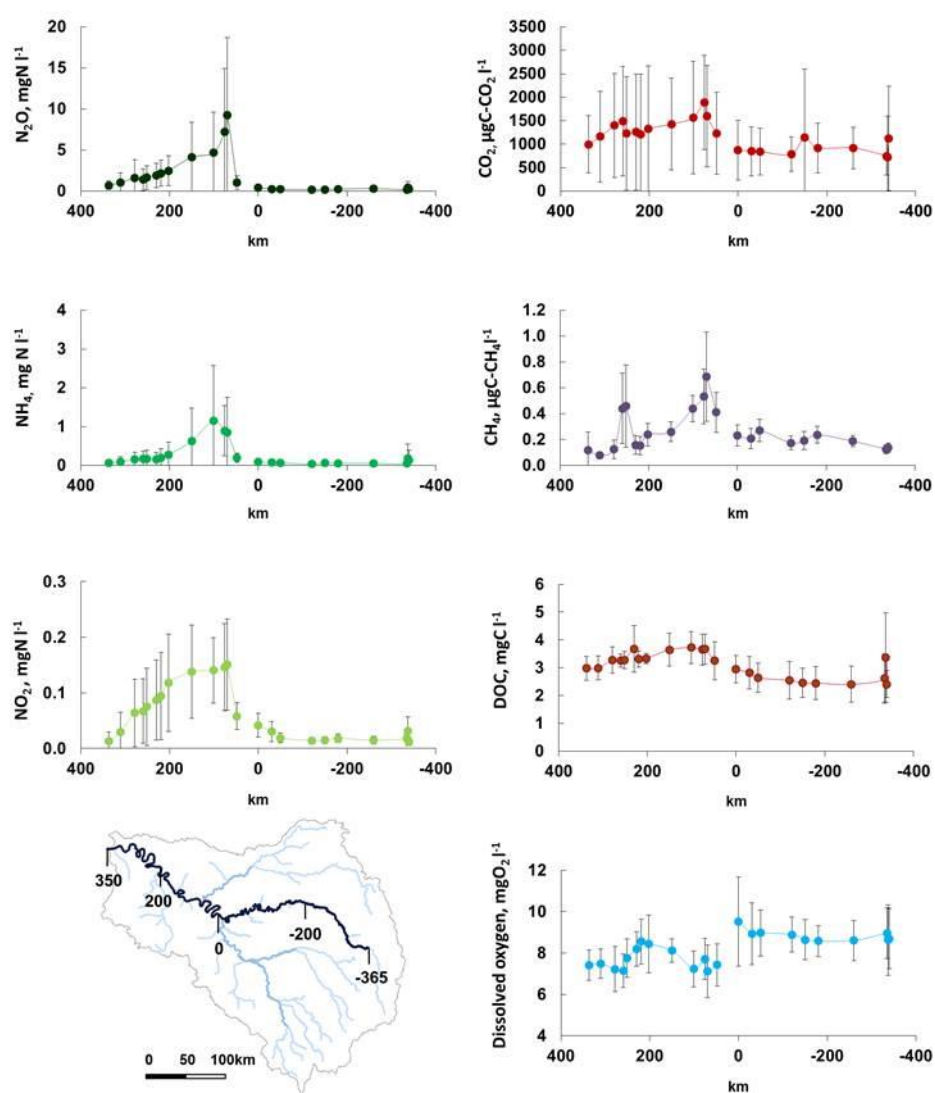 N₂O, mgN l⁻¹
20
15
10
5
0
400 200 0 -200 -400
km
CO₂, µgC-CO₂ l⁻¹
3500
3000
2500
2000
1500
1000
500
0
400 200 0 -200 -400
km
NH₄, mg N l⁻¹
4
3
2
1
0
400 200 0 -200 -400
km
CH₄, µgC-CH₄l⁻¹
1.2
1.0
0.8
0.6
0.4
0.2
0.0
400 200 0 -200 -400
km
NO₂, mgN l⁻¹
0.3
0.2
0.1
0.0
400 200 0 -200 -400
km
DOC, mgC l⁻¹
6
5
4
3
2
1
0
400 200 0 -200 -400
km
350
200
0
-200
-365
0 50 100km
Dissolved oxygen, mgO₂ l⁻¹
12
10
8
6
4
400 200 0 -200 -400
km